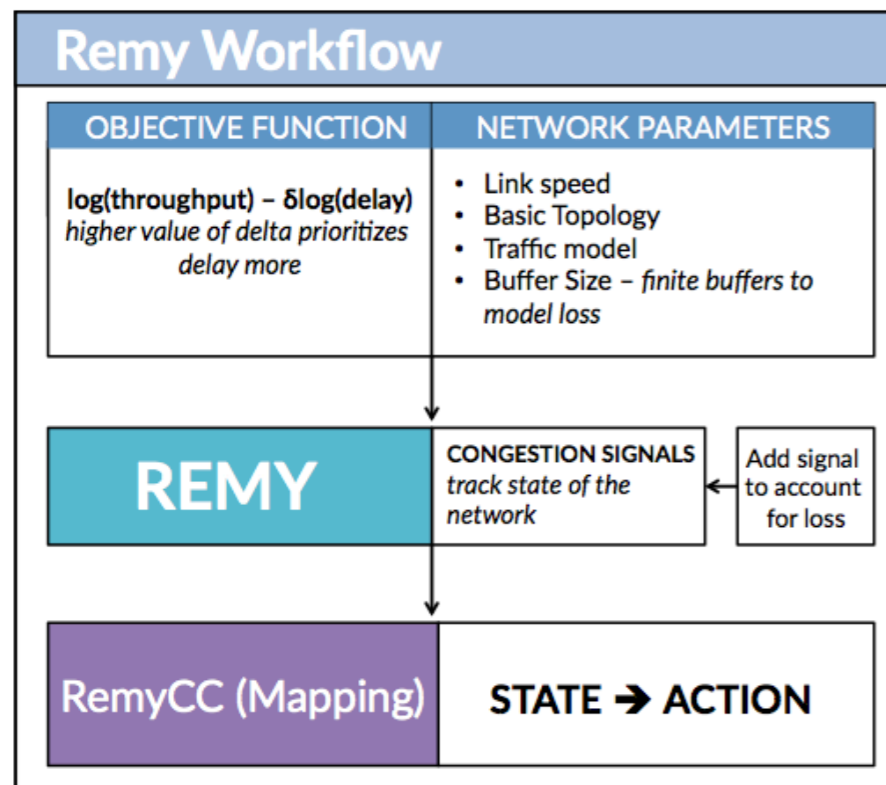 Remy Workflow
OBJECTIVE FUNCTION
log(throughput) – δlog(delay)
higher value of delta prioritizes
delay more
NETWORK PARAMETERS
• Link speed
• Basic Topology
• Traffic model
• Buffer Size – finite buffers to
model loss
REMY
CONGESTION SIGNALS
track state of the
network
Add signal
to account
for loss
RemyCC (Mapping)
STATE ➔ ACTION